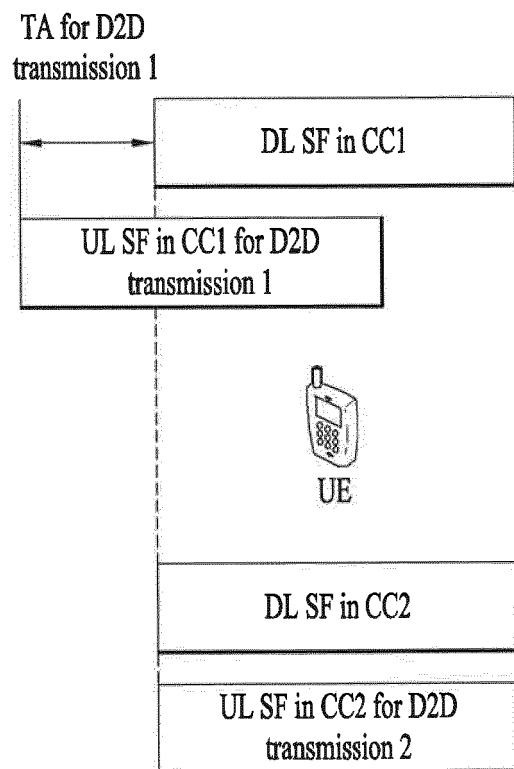 TA for D2D
transmission 1
DL SF in CC1
UL SF in CC1 for D2D
transmission 1
UE
DL SF in CC2
UL SF in CC2 for D2D
transmission 2